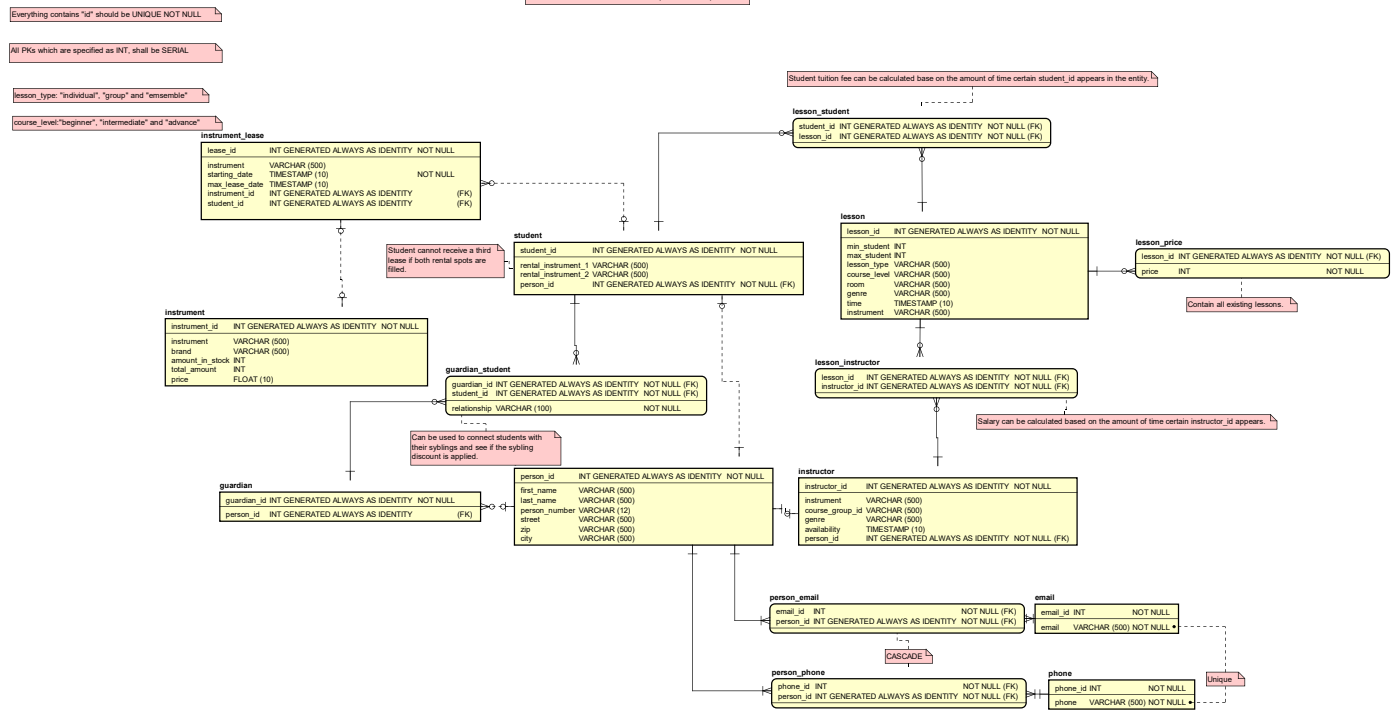 Everything contains "id" should be UNIQUE NOT NULL
All PKs which are specified as INT, shall be SERIAL
lesson_type: "individual", "group" and "emsemble"
course_level:"beginner", "intermediate" and "advance"
Student tuition fee can be calculated base on the amount of time certain student_id appears in the entity.
lesson_student
student_id INT GENERATED ALWAYS AS IDENTITY NOT NULL (FK)
lesson_id INT GENERATED ALWAYS AS IDENTITY NOT NULL (FK)
instrument_lease
lease_id INT GENERATED ALWAYS AS IDENTITY NOT NULL
instrument VARCHAR (500)
starting_date TIMESTAMP (10) NOT NULL
max_lease_date TIMESTAMP (10)
instrument_id INT GENERATED ALWAYS AS IDENTITY (FK)
student_id INT GENERATED ALWAYS AS IDENTITY (FK)
lesson
lesson_id INT GENERATED ALWAYS AS IDENTITY NOT NULL
min_student INT
max_student INT
lesson_type VARCHAR (500)
course_level VARCHAR (500)
room VARCHAR (500)
genre VARCHAR (500)
time TIMESTAMP (10)
instrument VARCHAR (500)
student
student_id INT GENERATED ALWAYS AS IDENTITY NOT NULL
rental_instrument_1 VARCHAR (500)
rental_instrument_2 VARCHAR (500)
person_id INT GENERATED ALWAYS AS IDENTITY NOT NULL (FK)
Student cannot receive a third
lease if both rental spots are
filled.
lesson_price
lesson_id INT GENERATED ALWAYS AS IDENTITY NOT NULL (FK)
price INT NOT NULL
Contain all existing lessons.
instrument
instrument_id INT GENERATED ALWAYS AS IDENTITY NOT NULL
instrument VARCHAR (500)
brand VARCHAR (500)
amount_in_stock INT
total_amount INT
price FLOAT (10)
lesson_instructor
lesson_id INT GENERATED ALWAYS AS IDENTITY NOT NULL (FK)
instructor_id INT GENERATED ALWAYS AS IDENTITY NOT NULL (FK)
guardian_student
guardian_id INT GENERATED ALWAYS AS IDENTITY NOT NULL (FK)
student_id INT GENERATED ALWAYS AS IDENTITY NOT NULL (FK)
relationship VARCHAR (100) NOT NULL
Salary can be calculated based on the amount of time certain instructor_id appears.
Can be used to connect students with
their syblings and see if the sybling
discount is applied.
guardian
guardian_id INT GENERATED ALWAYS AS IDENTITY NOT NULL
person_id INT GENERATED ALWAYS AS IDENTITY (FK)
person_id INT GENERATED ALWAYS AS IDENTITY NOT NULL
first_name VARCHAR (500)
last_name VARCHAR (500)
person_number VARCHAR (12)
street VARCHAR (500)
zip VARCHAR (500)
city VARCHAR (500)
instructor
instructor_id INT GENERATED ALWAYS AS IDENTITY NOT NULL
instrument VARCHAR (500)
course_group_id VARCHAR (500)
genre VARCHAR (500)
availability TIMESTAMP (10)
person_id INT GENERATED ALWAYS AS IDENTITY NOT NULL (FK)
person_email
email_id INT NOT NULL (FK)
person_id INT GENERATED ALWAYS AS IDENTITY NOT NULL (FK)
email
email_id INT NOT NULL
email VARCHAR (500) NOT NULL
CASCADE
person_phone
phone_id INT NOT NULL (FK)
person_id INT GENERATED ALWAYS AS IDENTITY NOT NULL (FK)
phone
phone_id INT NOT NULL
phone VARCHAR (500) NOT NULL
Unique